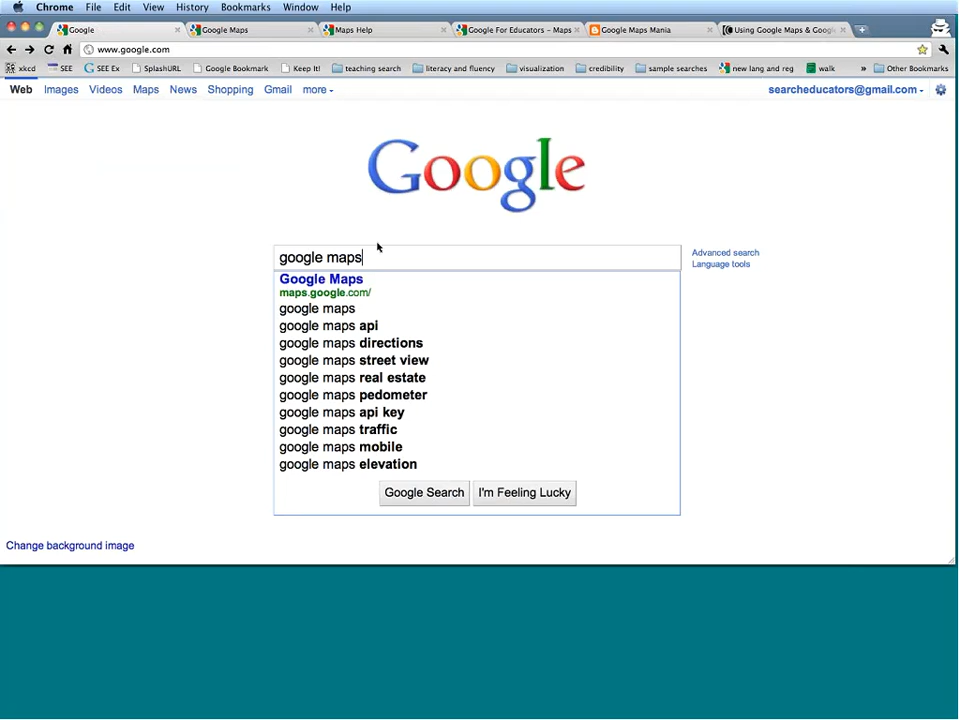 Chrome File Edit View History Bookmarks Window Help
Google Google Maps Maps Help Google For Educators – Maps Google Maps Mania Using Google Maps & Googl
www.google.com
xkcd SEE SEE Ex SplashURL Google Bookmark Keep It! teaching search literacy and fluency visualization credibility sample searches new lang and reg walk » Other Bookmarks
Web Images Videos Maps News Shopping Gmail more searcheducators@gmail.com
Google
google maps
Advanced search
Language tools
Google Maps
maps.google.com/
google maps
google maps api
google maps directions
google maps street view
google maps real estate
google maps pedometer
google maps api key
google maps traffic
google maps mobile
google maps elevation
Google Search I'm Feeling Lucky
Change background image